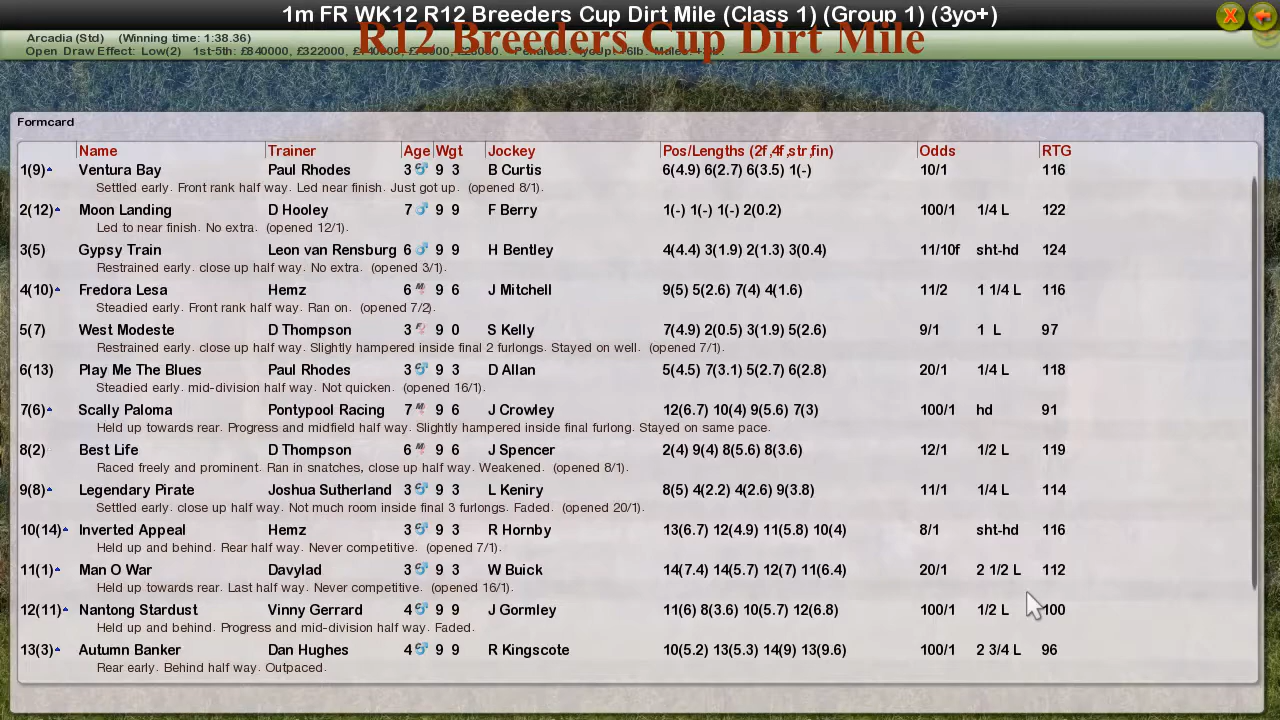 1m FR WK12 R12 Breeders Cup Dirt Mile (Class 1) (Group 1) (3yo+)
R12 Breeders Cup Dirt Mile
Arcadia (Std) (Winning time: 1:38.36)
Open Draw Effect: Low(2) 1st-5th: £840000, £322000,
Formcard
Name Trainer Age Wgt Jockey Pos/Lengths (2f,4f,str,fin) Odds RTG
1(9) Ventura Bay Paul Rhodes 3 9 3 B Curtis 6(4.9) 6(2.7) 6(3.5) 1(-) 10/1 116
Settled early. Front rank half way. Led near finish. Just got up. (opened 8/1).
2(12) Moon Landing D Hooley 7 9 9 F Berry 1(-) 1(-) 1(-) 2(0.2) 100/1 1/4 L 122
Led to near finish. No extra. (opened 12/1).
3(5) Gypsy Train Leon van Rensburg 6 9 9 H Bentley 4(4.4) 3(1.9) 2(1.3) 3(0.4) 11/10f sht-hd 124
Restrained early. close up half way. No extra. (opened 3/1).
4(10) Fredora Lesa Hemz 6 9 6 J Mitchell 9(5) 5(2.6) 7(4) 4(1.6) 11/2 1 1/4 L 116
Steadied early. Front rank half way. Ran on. (opened 7/2).
5(7) West Modeste D Thompson 3 9 0 S Kelly 7(4.9) 2(0.5) 3(1.9) 5(2.6) 9/1 1 L 97
Restrained early. close up half way. Slightly hampered inside final 2 furlongs. Stayed on well. (opened 7/1).
6(13) Play Me The Blues Paul Rhodes 3 9 3 D Allan 5(4.5) 7(3.1) 5(2.7) 6(2.8) 20/1 1/4 L 118
Steadied early. mid-division half way. Not quicken. (opened 16/1).
7(6) Scally Paloma Pontypool Racing 7 9 6 J Crowley 12(6.7) 10(4) 9(5.6) 7(3) 100/1 hd 91
Held up towards rear. Progress and midfield half way. Slightly hampered inside final furlong. Stayed on same pace.
8(2) Best Life D Thompson 6 9 6 J Spencer 2(4) 9(4) 8(5.6) 8(3.6) 12/1 1/2 L 119
Raced freely and prominent. Ran in snatches, close up half way. Weakened. (opened 8/1).
9(8) Legendary Pirate Joshua Sutherland 3 9 3 L Keniry 8(5) 4(2.2) 4(2.6) 9(3.8) 11/1 1/4 L 114
Settled early. close up half way. Not much room inside final 3 furlongs. Faded. (opened 20/1).
10(14) Inverted Appeal Hemz 3 9 3 R Hornby 13(6.7) 12(4.9) 11(5.8) 10(4) 8/1 sht-hd 116
Held up and behind. Rear half way. Never competitive. (opened 7/1).
11(1) Man O War Davylad 3 9 3 W Buick 14(7.4) 14(5.7) 12(7) 11(6.4) 20/1 2 1/2 L 112
Held up towards rear. Last half way. Never competitive. (opened 16/1).
12(11) Nantong Stardust Vinny Gerrard 4 9 9 J Gormley 11(6) 8(3.6) 10(5.7) 12(6.8) 100/1 1/2 L 100
Held up and behind. Progress and mid-division half way. Faded.
13(3) Autumn Banker Dan Hughes 4 9 9 R Kingscote 10(5.2) 13(5.3) 14(9) 13(9.6) 100/1 2 3/4 L 96
Rear early. Behind half way. Outpaced.